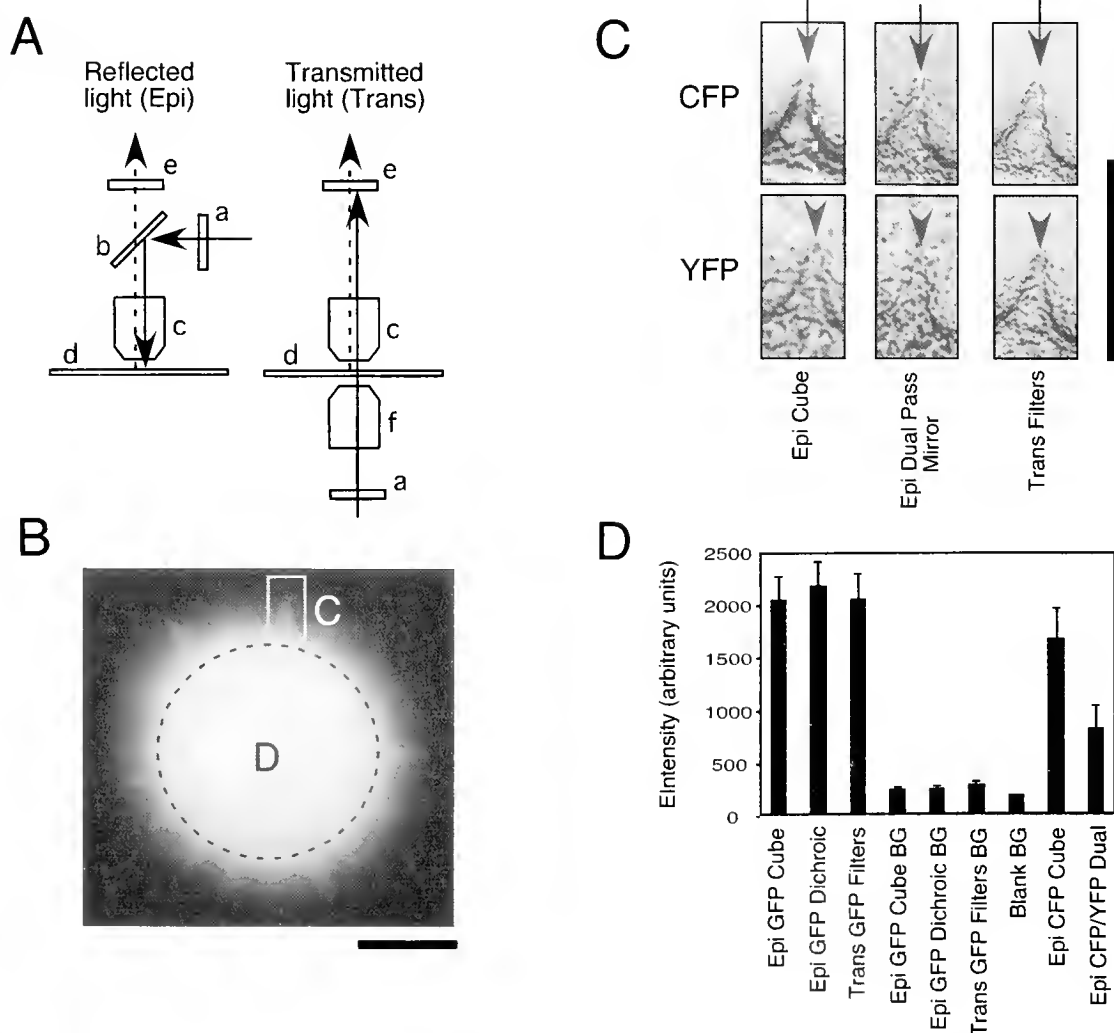 A
Reflected
light (Epi)
Transmitted
light (Trans)
e
a
b
c
d
e
c
d
f
a
B
C
D
C
CFP
YFP
Epi Cube
Epi Dual Pass
Mirror
Trans Filters
D
EIntensity (arbitrary units)
2500
2000
1500
1000
500
0
Epi GFP Cube
Epi GFP Dichroic
Trans GFP Filters
Epi GFP Cube BG
Epi GFP Dichroic BG
Trans GFP Filters BG
Blank BG
Epi CFP Cube
Epi CFP/YFP Dual